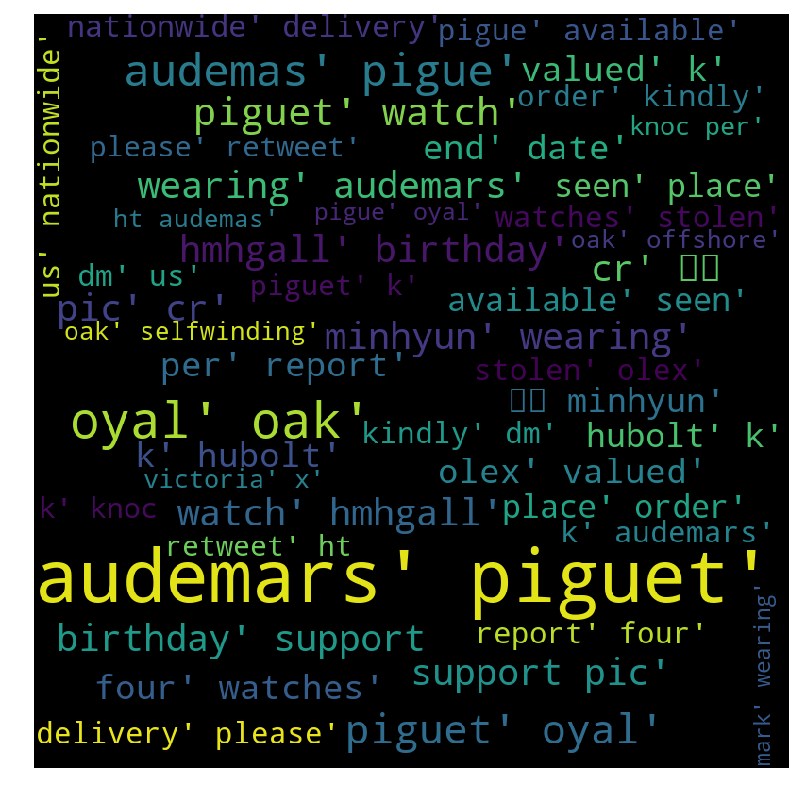 nationwide' delivery'
pigue' available'
us' nationwide'
audemas' pigue'
valued' k'
order' kindly'
piguet' watch'
knoc per'
please' retweet'
end' date'
wearing' audemars'
seen' place'
ht audemas'
pigue' oyal'
watches' stolen'
hmhgall' birthday'
oak' offshore'
cr'
dm' us'
piguet' k'
pic' cr'
available' seen'
oak' selfwinding'
minhyun' wearing'
per' report'
stolen' olex'
minhyun'
oyal' oak'
kindly' dm'
hubolt' k'
k' hubolt'
victoria' x'
olex' valued'
k' knoc
watch' hmhgall'
place' order'
k' audemars'
retweet' ht
audemars' piguet'
mark' wearing'
birthday' support
report' four'
four' watches'
support pic'
delivery' please'
piguet' oyal'